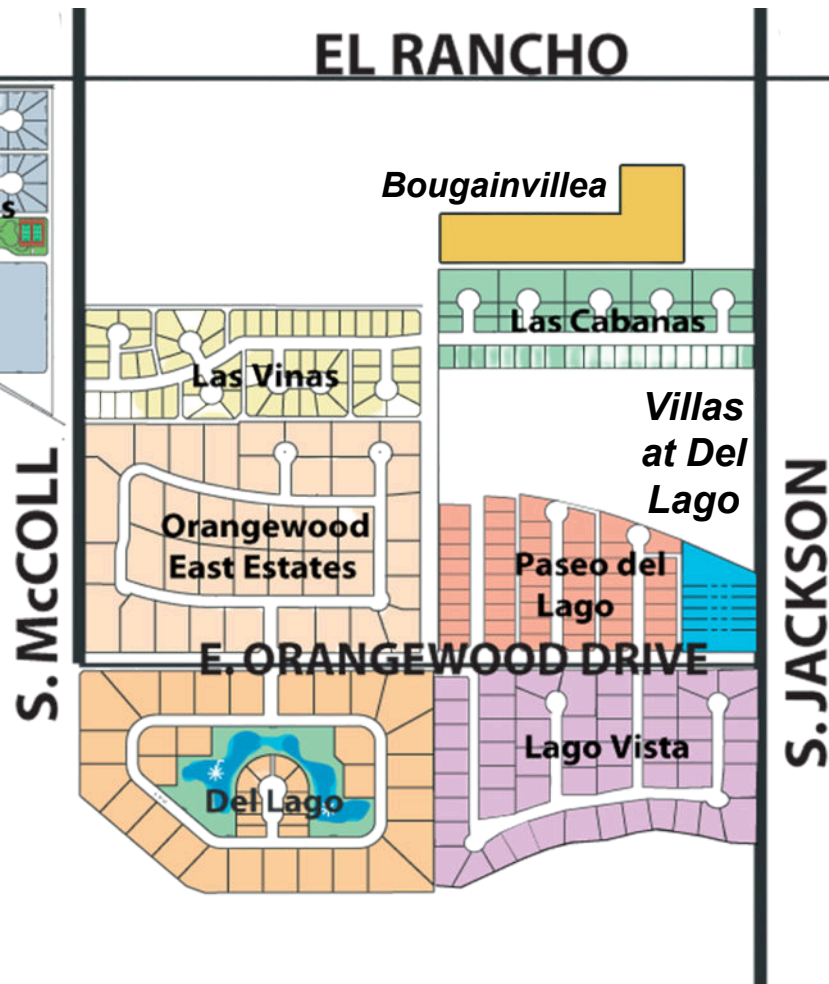 EL RANCHO
Bougainvillea
s
Las Cabanas
Las Vinas
Villas
at Del
Lago
S. McCOLL
S. JACKSON
Orangewood
East Estates
Paseo del
Lago
E. ORANGEWOOD DRIVE
Lago Vista
Del Lago